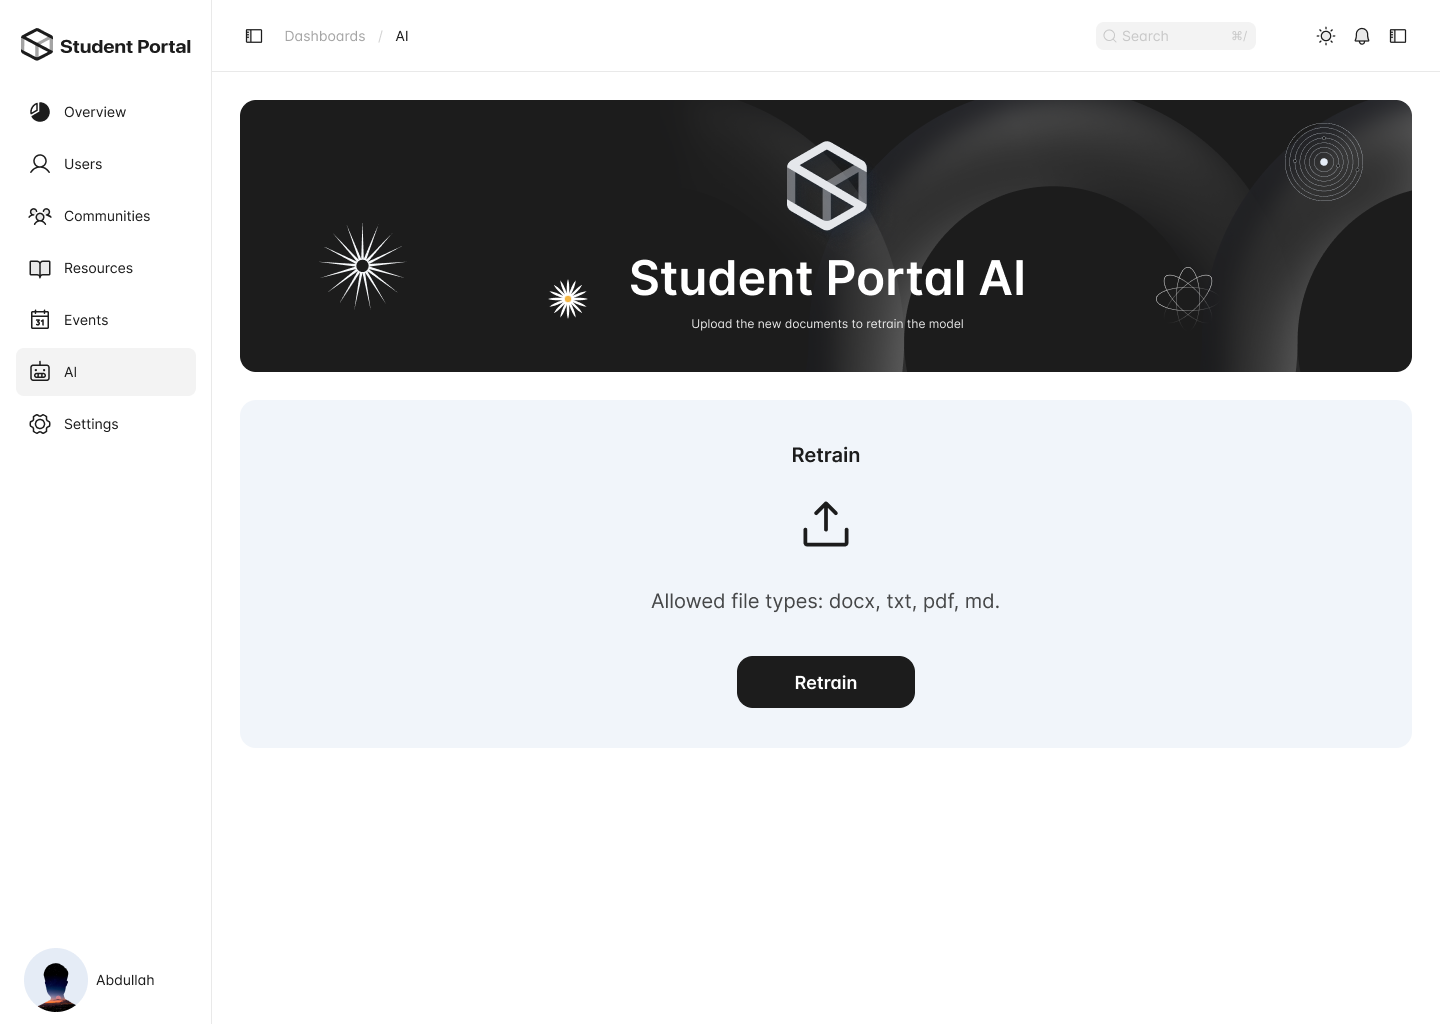 Student Portal
Overview
Users
Communities
Resources
31
Events
AI
Settings
Abdullah
Dashboards / AI
Search ⌘/
Student Portal AI
Upload the new documents to retrain the model
Retrain
Allowed file types: docx, txt, pdf, md.
Retrain